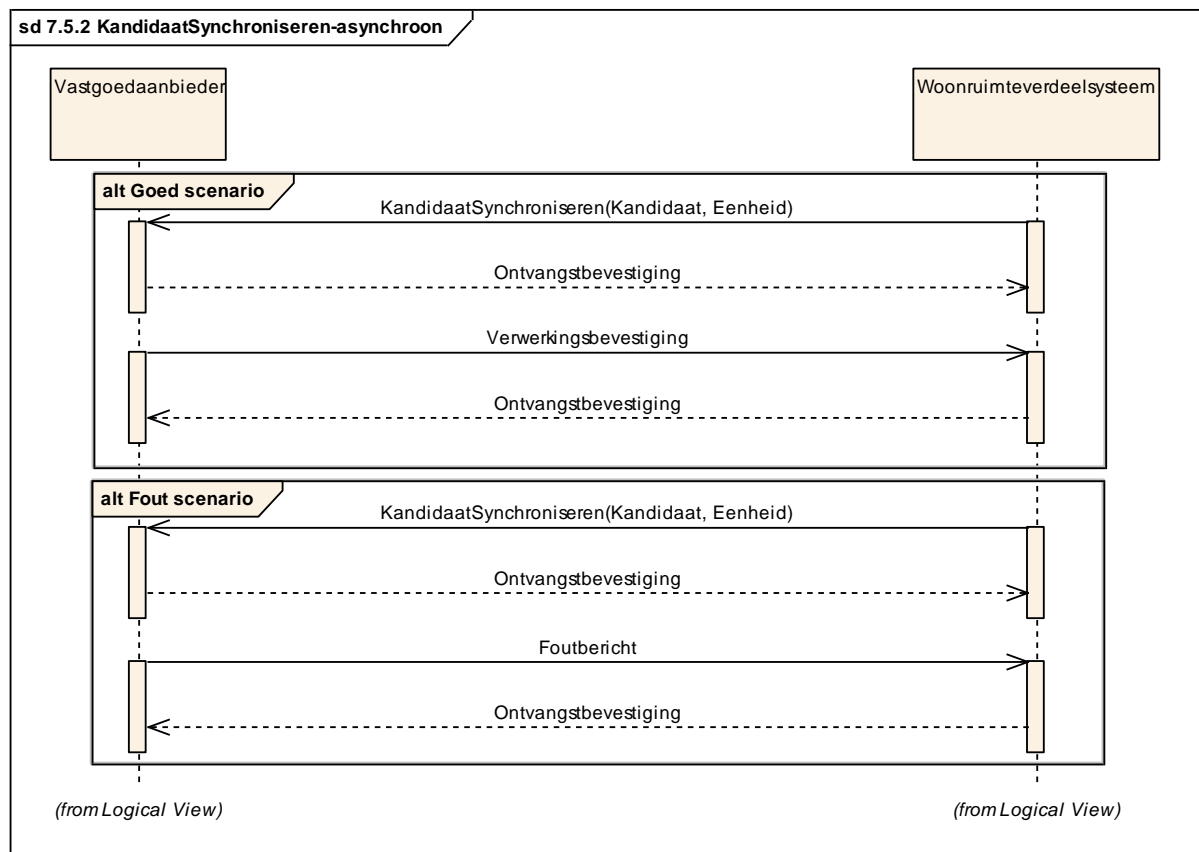 sd 7.5.2 KandidaatSynchroniseren-asynchroon
Vastgoedaanbieder
Woonruimteverdeelsysteem
alt Goed scenario
KandidaatSynchroniseren(Kandidaat, Eenheid)
Ontvangstbevestiging
Verwerkingsbevestiging
Ontvangstbevestiging
alt Fout scenario
KandidaatSynchroniseren(Kandidaat, Eenheid)
Ontvangstbevestiging
Foutbericht
Ontvangstbevestiging
(from Logical View)
(from Logical View)